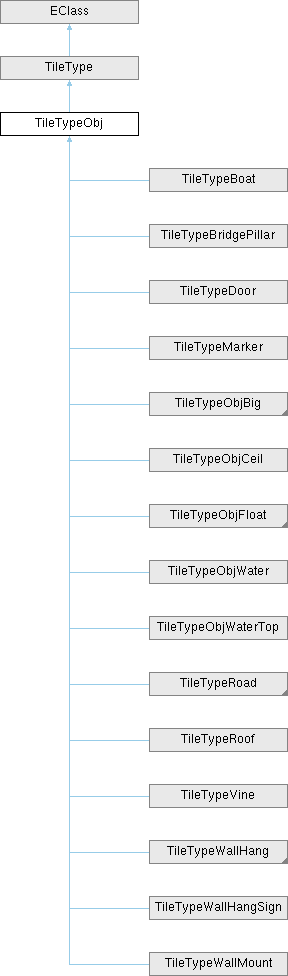 EClass
TileType
TileTypeObj
TileTypeBoat
TileTypeBridgePillar
TileTypeDoor
TileTypeMarker
TileTypeObjBig
TileTypeObjCeil
TileTypeObjFloat
TileTypeObjWater
TileTypeObjWaterTop
TileTypeRoad
TileTypeRoof
TileTypeVine
TileTypeWallHang
TileTypeWallHangSign
TileTypeWallMount